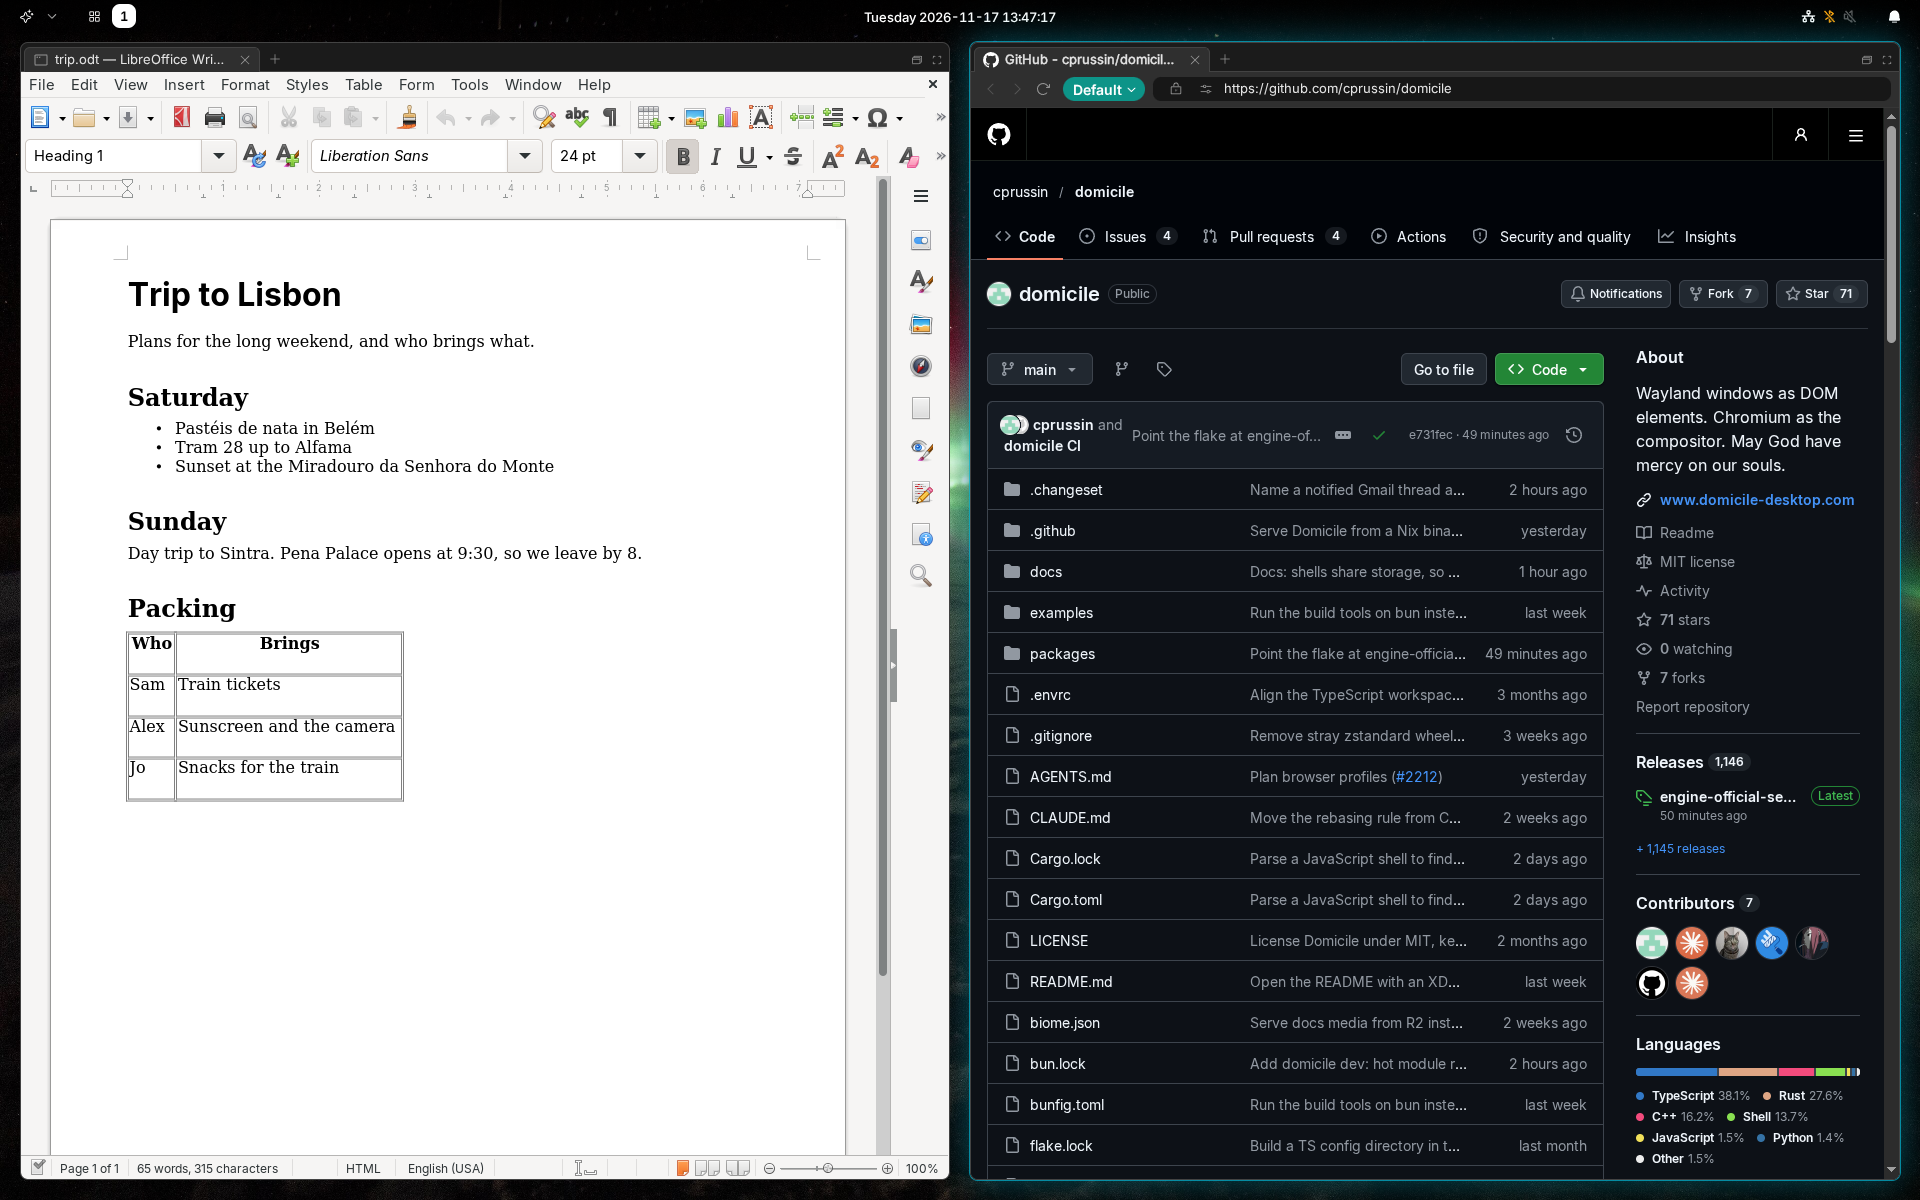 1
Tuesday 2026-11-17 13:47:17
trip.odt — LibreOffice Wri...
File Edit View Insert Format Styles Table Form Tools Window Help
Heading 1
Liberation Sans
24 pt
1 2 3 4 5 6 7
Trip to Lisbon
Plans for the long weekend, and who brings what.
Saturday
• Pastéis de nata in Belém
• Tram 28 up to Alfama
• Sunset at the Miradouro da Senhora do Monte
Sunday
Day trip to Sintra. Pena Palace opens at 9:30, so we leave by 8.
Packing
Who Brings
Sam Train tickets
Alex Sunscreen and the camera
Jo Snacks for the train
Page 1 of 1 65 words, 315 characters HTML English (USA) 100%
GitHub - cprussin/domicil...
Default
https://github.com/cprussin/domicile
cprussin / domicile
Code Issues 4 Pull requests 4 Actions Security and quality Insights
domicile Public
Notifications Fork 7 Star 71
main Go to file Code
cprussin and domicile CI Point the flake at engine-of... e731fec · 49 minutes ago
.changeset Name a notified Gmail thread a... 2 hours ago
.github Serve Domicile from a Nix bina... yesterday
docs Docs: shells share storage, so ... 1 hour ago
examples Run the build tools on bun inste... last week
packages Point the flake at engine-officia... 49 minutes ago
.envrc Align the TypeScript workspac... 3 months ago
.gitignore Remove stray zstandard wheel... 3 weeks ago
AGENTS.md Plan browser profiles (#2212) yesterday
CLAUDE.md Move the rebasing rule from C... 2 weeks ago
Cargo.lock Parse a JavaScript shell to find... 2 days ago
Cargo.toml Parse a JavaScript shell to find... 2 days ago
LICENSE License Domicile under MIT, ke... 2 months ago
README.md Open the README with an XD... last week
biome.json Serve docs media from R2 inst... 2 weeks ago
bun.lock Add domicile dev: hot module r... 2 hours ago
bunfig.toml Run the build tools on bun inste... last week
flake.lock Build a TS config directory in t... last month
About
Wayland windows as DOM
elements. Chromium as the
compositor. May God have
mercy on our souls.
www.domicile-desktop.com
Readme
MIT license
Activity
71 stars
0 watching
7 forks
Report repository
Releases 1,146
engine-official-se... Latest
50 minutes ago
+ 1,145 releases
Contributors 7
Languages
TypeScript 38.1% Rust 27.6%
C++ 16.2% Shell 13.7%
JavaScript 1.5% Python 1.4%
Other 1.5%